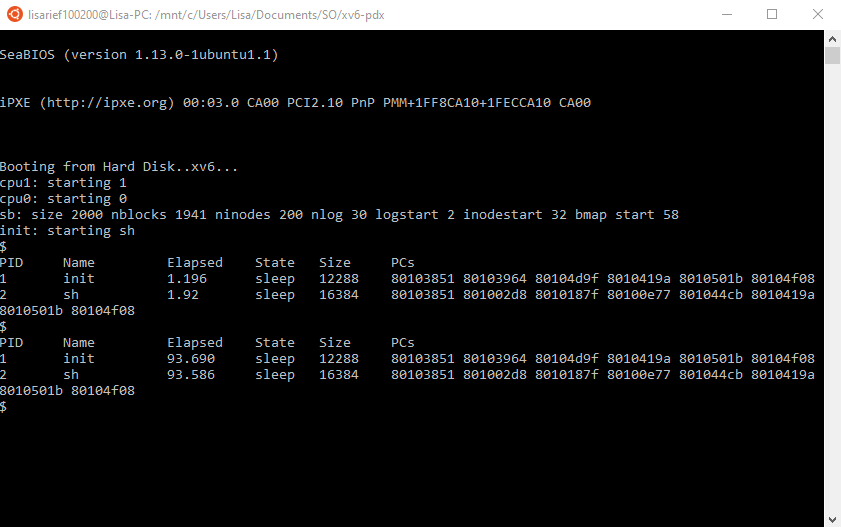 lisarief100200@Lisa-PC: /mnt/c/Users/Lisa/Documents/SO/xv6-pdx
SeaBIOS (version 1.13.0-1ubuntu1.1)
iPXE (http://ipxe.org) 00:03.0 CA00 PCI2.10 PnP PMM+1FF8CA10+1FECCA10 CA00
Booting from Hard Disk..xv6...
cpu1: starting 1
cpu0: starting 0
sb: size 2000 nblocks 1941 ninodes 200 nlog 30 logstart 2 inodestart 32 bmap start 58
init: starting sh
$
PID     Name         Elapsed    State   Size     PCs
1       init         1.196      sleep   12288    80103851 80103964 80104d9f 8010419a 8010501b 80104f08
2       sh           1.92       sleep   16384    80103851 801002d8 8010187f 80100e77 801044cb 8010419a
8010501b 80104f08
$
PID     Name         Elapsed    State   Size     PCs
1       init         93.690     sleep   12288    80103851 80103964 80104d9f 8010419a 8010501b 80104f08
2       sh           93.586     sleep   16384    80103851 801002d8 8010187f 80100e77 801044cb 8010419a
8010501b 80104f08
$